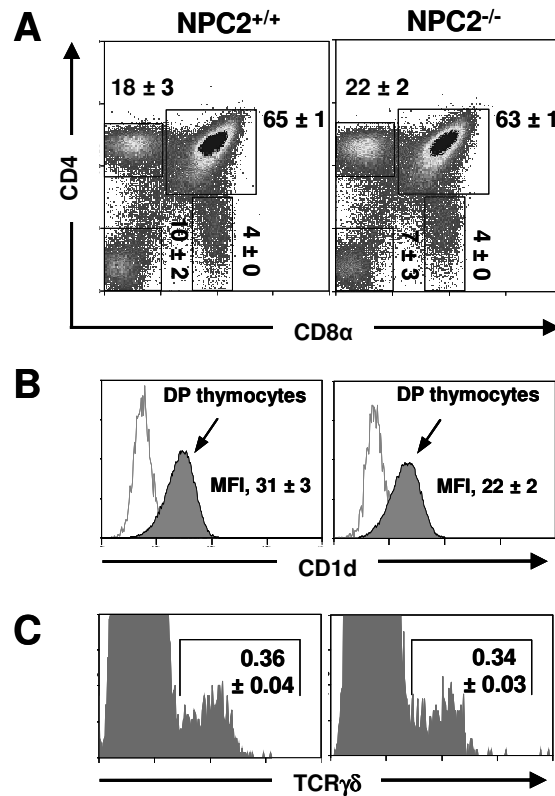 A
NPC2+/+
NPC2-/-
18 ± 3
65 ± 1
10 ± 2
4 ± 0
22 ± 2
63 ± 1
7 ± 3
4 ± 0
CD4
CD8α
B
DP thymocytes
MFI, 31 ± 3
DP thymocytes
MFI, 22 ± 2
CD1d
C
0.36
± 0.04
0.34
± 0.03
TCRγδ